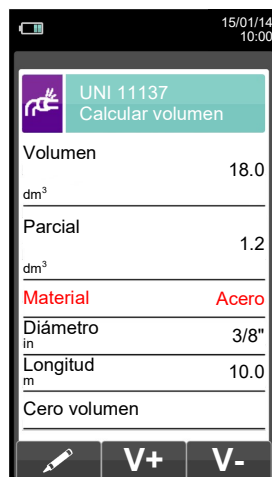 15/01/14
10:00
UNI 11137
Calcular volumen
Volumen
18.0
dm³
Parcial
1.2
dm³
Material Acero
Diámetro
in
3/8"
Longitud
m
10.0
Cero volumen
V+ V-